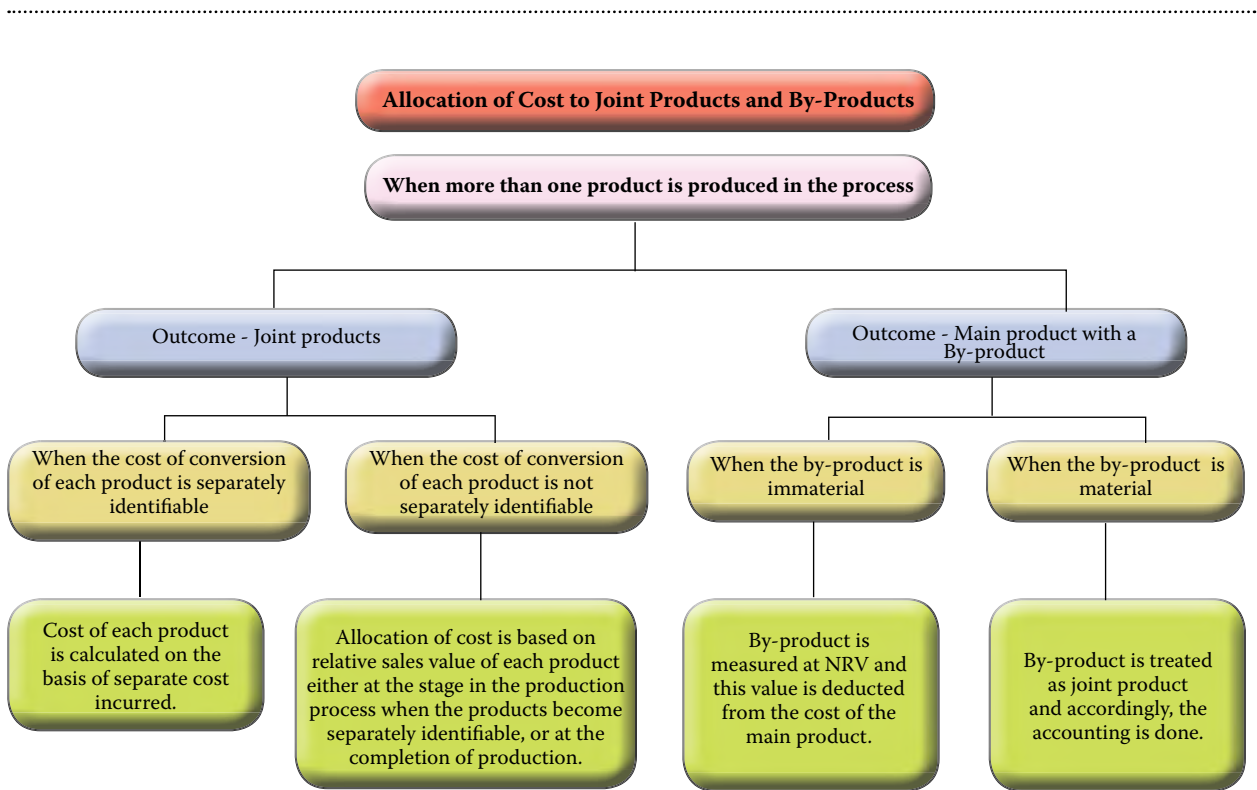 Allocation of Cost to Joint Products and By-Products
When more than one product is produced in the process
Outcome - Joint products
Outcome - Main product with a
By-product
When the cost of conversion
of each product is separately
identifiable
When the cost of conversion
of each product is not
separately identifiable
When the by-product is
immaterial
When the by-product is
material
Cost of each product
is calculated on the
basis of separate cost
incurred.
Allocation of cost is based on
relative sales value of each product
either at the stage in the production
process when the products become
separately identifiable, or at the
completion of production.
By-product is
measured at NRV and
this value is deducted
from the cost of the
main product.
By-product is treated
as joint product
and accordingly, the
accounting is done.